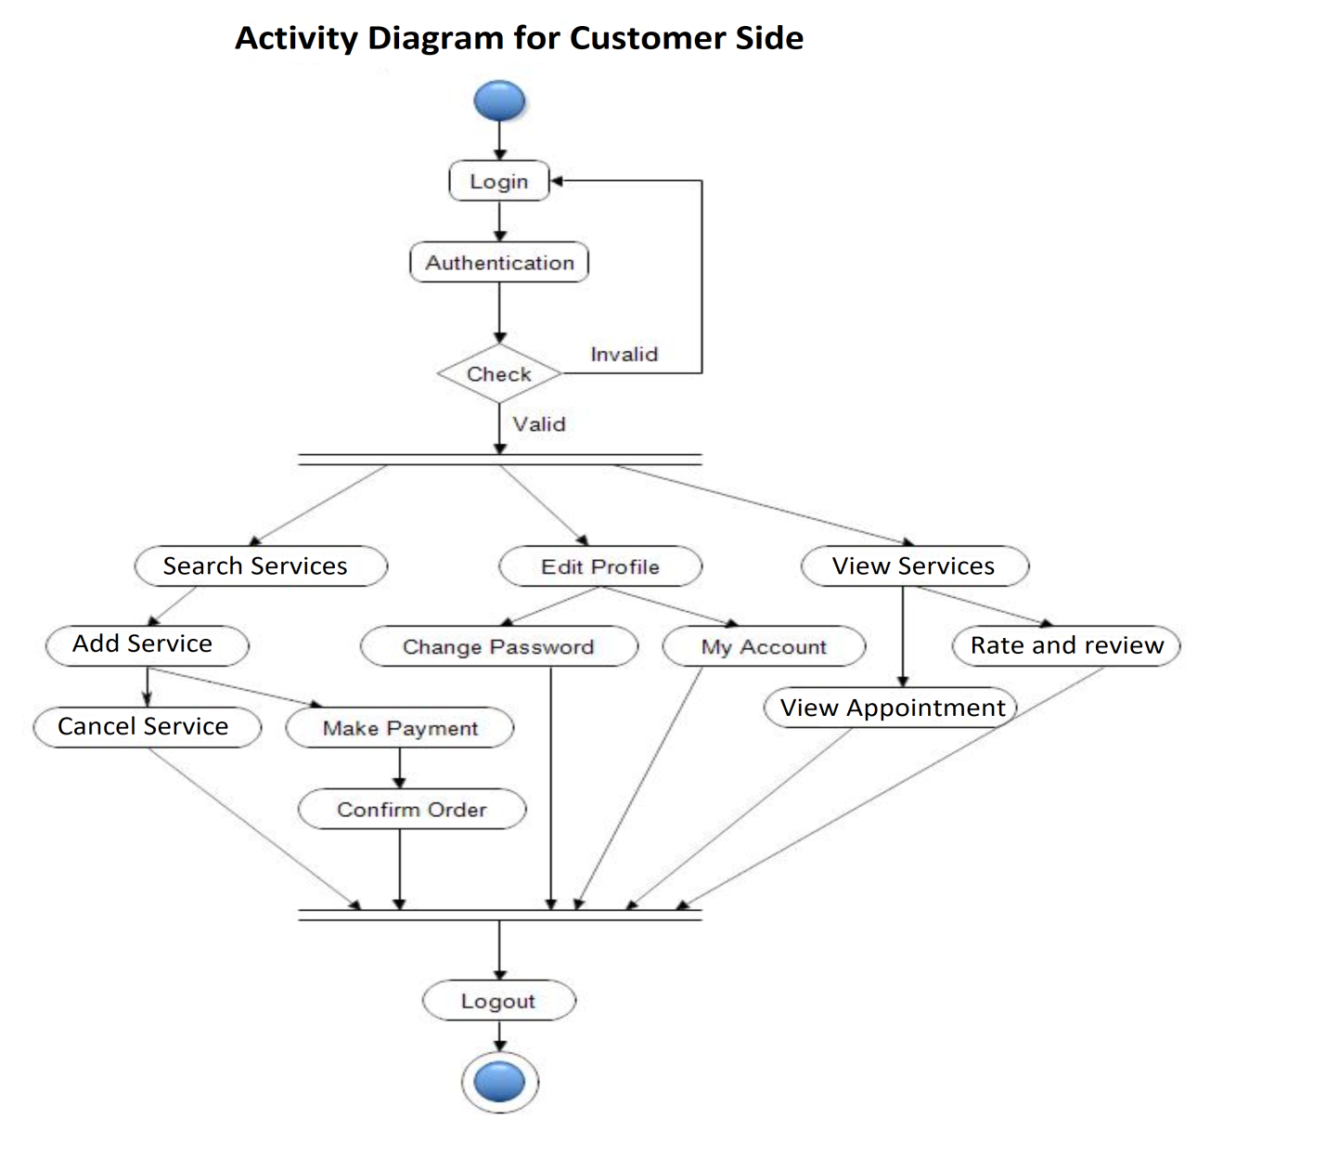 Activity Diagram for Customer Side
Login
Authentication
Invalid
Check
Valid
Search Services
Edit Profile
View Services
Add Service
Change Password
My Account
Rate and review
View Appointment
Cancel Service
Make Payment
Confirm Order
Logout